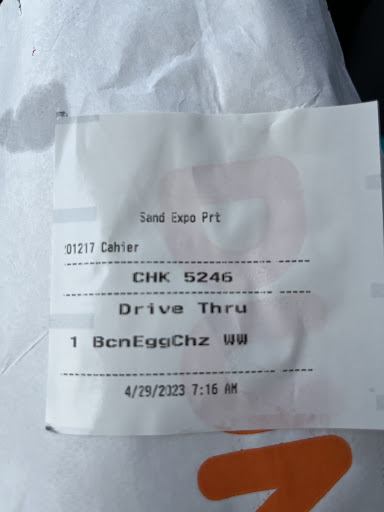 Sand Expo Prt
01217 Cahier
CHK 5246
Drive Thru
1 BcnEggChz WW
4/29/2023 7:16 AM